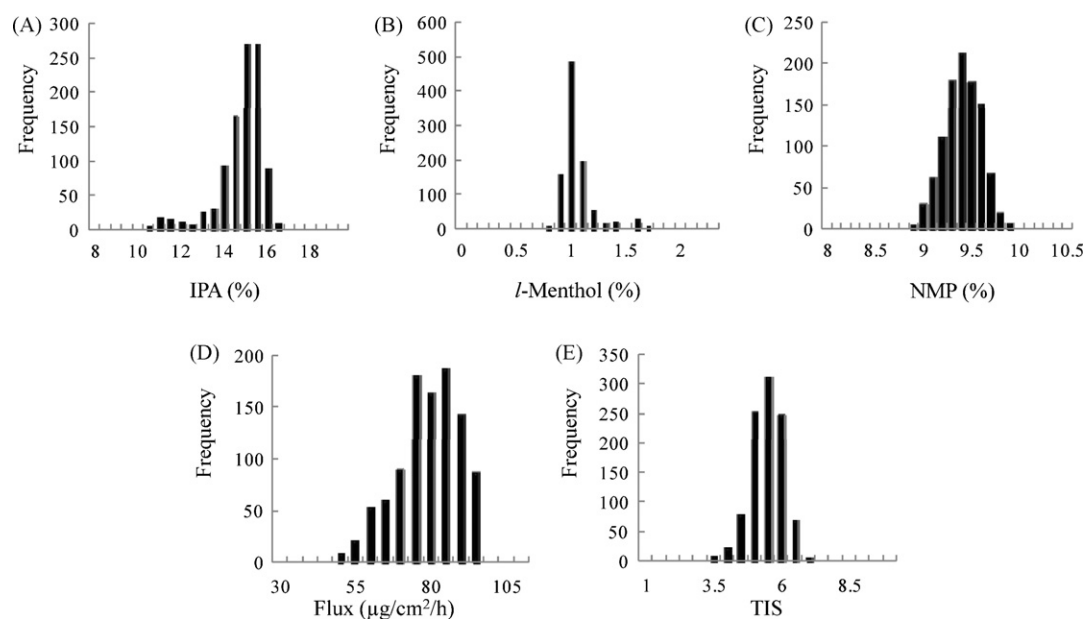 (A)
300
250
200
150
100
50
0
Frequency
8 10 12 14 16 18
IPA (%)
(B)
600
500
400
300
200
100
0
Frequency
0 0.5 1 1.5 2
l-Menthol (%)
(C)
250
200
150
100
50
0
Frequency
8 8.5 9 9.5 10 10.5
NMP (%)
(D)
200
150
100
50
0
Frequency
30 55 80 105
Flux (µg/cm²/h)
(E)
350
300
250
200
150
100
50
0
Frequency
1 3.5 6 8.5
TIS